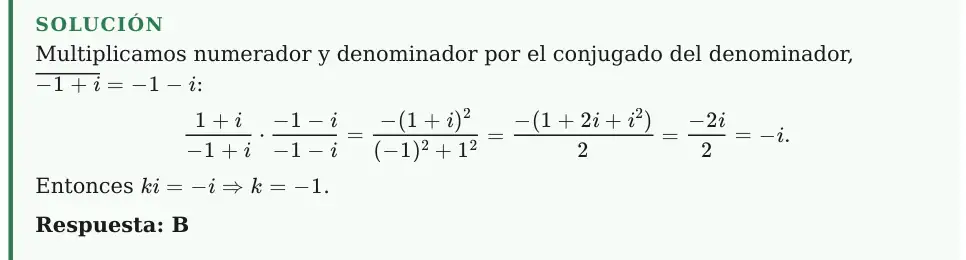 SOLUCIÓN
Multiplicamos numerador y denominador por el conjugado del denominador,
$\overline{-1+i} = -1 - i$:
$\frac{1+i}{-1+i} \cdot \frac{-1-i}{-1-i} = \frac{-(1+i)^2}{(-1)^2+1^2} = \frac{-(1+2i+i^2)}{2} = \frac{-2i}{2} = -i.$
Entonces $ki = -i \Rightarrow k = -1.$
Respuesta: B